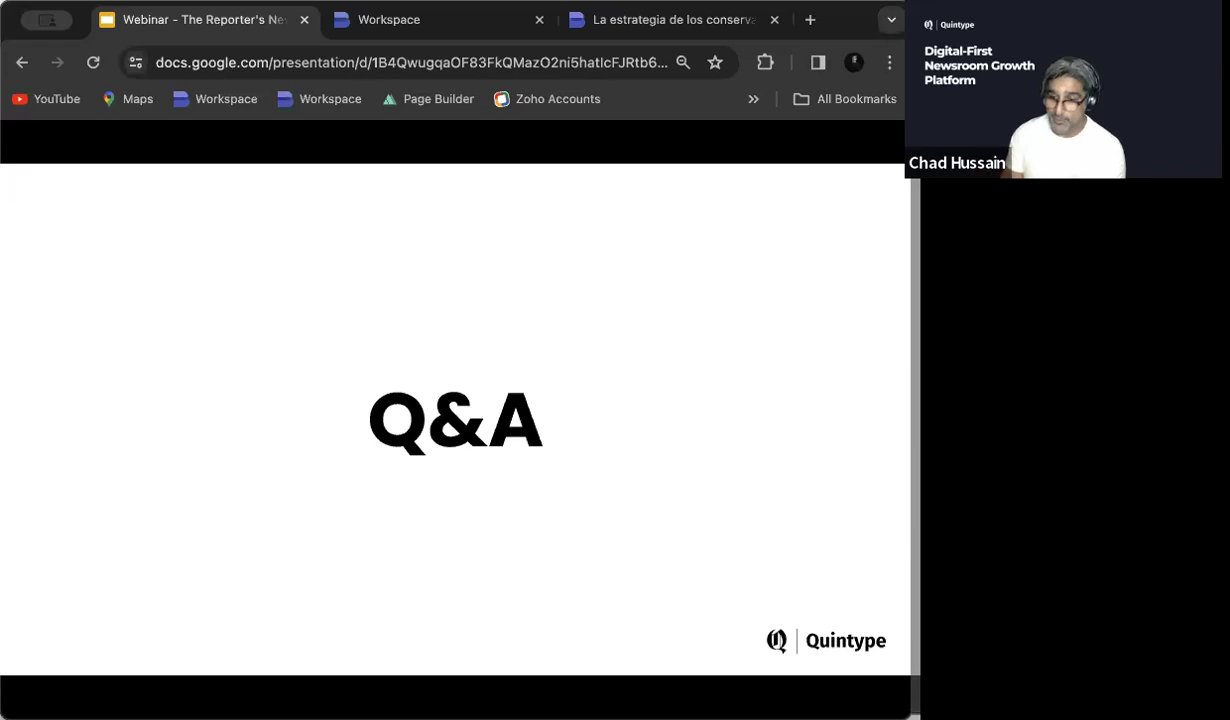 Webinar - The Reporter's Ne
Workspace
La estrategia de los conserva
docs.google.com/presentation/d/1B4QwugqaOF83FkQMazO2ni5hatIcFJRtb6...
YouTube
Maps
Workspace
Workspace
Page Builder
Zoho Accounts
All Bookmarks
Quintype
Digital-First
Newsroom Growth
Platform
Chad Hussain
Q&A
Quintype